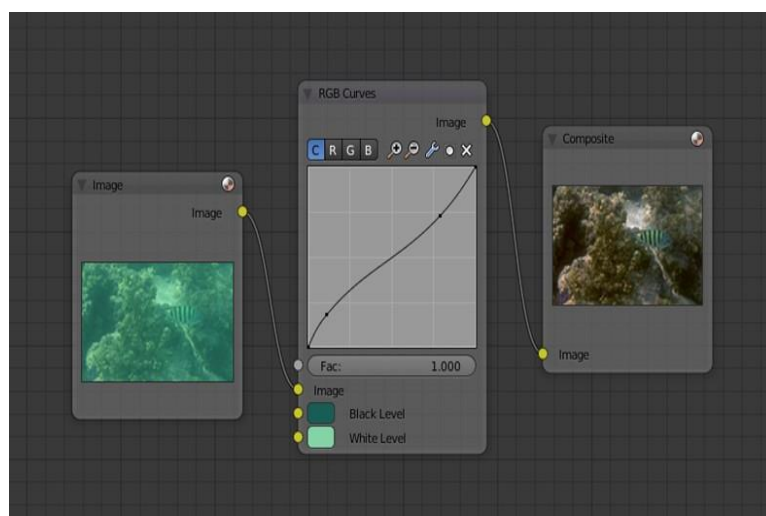 Image
Image
RGB Curves
Image
C R G B
Fac: 1.000
Image
Black Level
White Level
Composite
Image